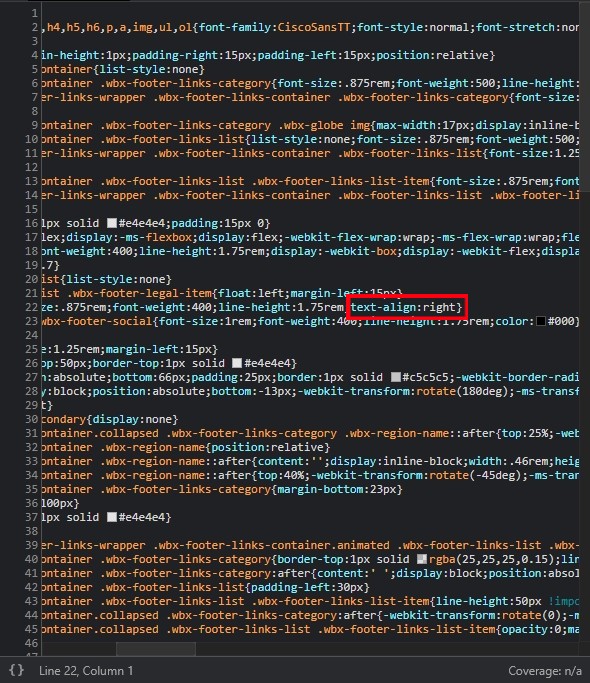 1
2 ,h4,h5,h6,p,a,img,ul,ol{font-family:CiscoSansTT;font-style:normal;font-stretch:nor
3
4 in-height:1px;padding-right:15px;padding-left:15px;position:relative}
5 ontainer{list-style:none}
6 ontainer .wbx-footer-links-category{font-size:.875rem;font-weight:500;line-height:
7 er-links-wrapper .wbx-footer-links-container .wbx-footer-links-category{font-size:
8
9 ontainer .wbx-footer-links-category .wbx-globe img{max-width:17px;display:inline-b
10 ontainer .wbx-footer-links-list{list-style:none;font-size:.875rem;font-weight:500;
11 er-links-wrapper .wbx-footer-links-container .wbx-footer-links-list{font-size:1.25
12
13 ontainer .wbx-footer-links-list .wbx-footer-links-list-item{font-size:.875rem;font
14 er-links-wrapper .wbx-footer-links-container .wbx-footer-links-list .wbx-footer-li
15
16 1px solid #e4e4e4;padding:15px 0}
17 lex;display:-ms-flexbox;display:flex;-webkit-flex-wrap:wrap;-ms-flex-wrap:wrap;fle
18 ont-weight:400;line-height:1.75rem;display:-webkit-box;display:-webkit-flex;displa
19 .7}
20 ist{list-style:none}
21 ist .wbx-footer-legal-item{float:left;margin-left:15px}
22 ze:.875rem;font-weight:400;line-height:1.75rem;text-align:right}
23 wbx-footer-social{font-size:1rem;font-weight:400;line-height:1.75rem;color: #000}
24
25 e:1.25rem;margin-left:15px}
26 op:50px;border-top:1px solid #e4e4e4}
27 n:absolute;bottom:66px;padding:25px;border:1px solid #c5c5c5;-webkit-border-radi
28 y:block;position:absolute;bottom:-13px;-webkit-transform:rotate(180deg);-ms-transf
29 t}
30 condary{display:none}
31 ontainer.collapsed .wbx-footer-links-category .wbx-region-name::after{top:25%;-web
32 ontainer .wbx-region-name{position:relative}
33 ontainer .wbx-region-name::after{content:'';display:inline-block;width:.46rem;heig
34 ontainer .wbx-region-name::after{top:40%;-webkit-transform:rotate(-45deg);-ms-tran
35 ontainer .wbx-footer-links-category{margin-bottom:23px}
36 100px}
37 1px solid #e4e4e4}
38
39 er-links-wrapper .wbx-footer-links-container.animated .wbx-footer-links-list .wbx-
40 ontainer .wbx-footer-links-category{border-top:1px solid rgba(25,25,25,0.15);lin
41 ontainer .wbx-footer-links-category:after{content:' ';display:block;position:absol
42 ontainer .wbx-footer-links-list{padding-left:30px}
43 ontainer .wbx-footer-links-list .wbx-footer-links-list-item{line-height:50px !impo
44 ontainer.collapsed .wbx-footer-links-category:after{-webkit-transform:rotate(0);-m
45 ontainer.collapsed .wbx-footer-links-list .wbx-footer-links-list-item{opacity:0;ma
46
47
{} Line 22, Column 1 Coverage: n/a